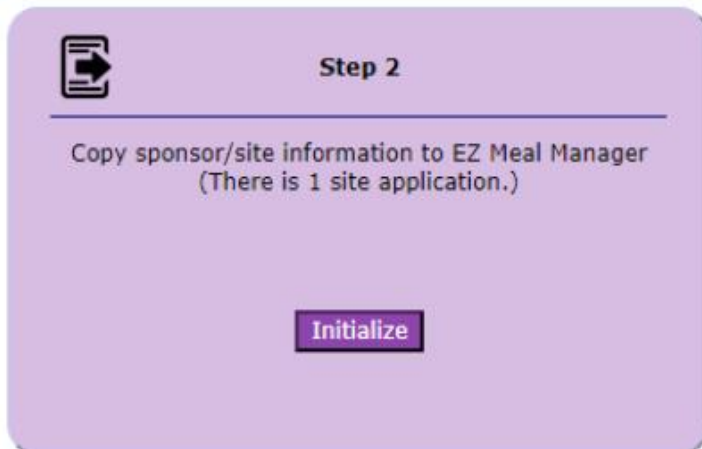 Step 2
Copy sponsor/site information to EZ Meal Manager
(There is 1 site application.)
Initialize